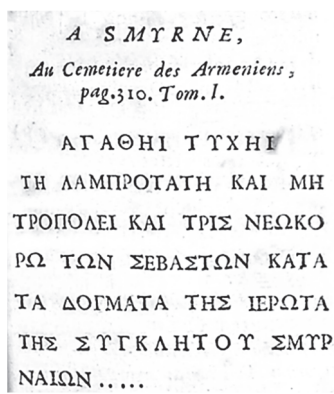 A SMYRNE,
Au Cemetiere des Armeniens,
pag. 310. Tom. I.
ΑΓΑΘΗΙ ΤΥΧΗΙ
ΤΗ ΛΑΜΠΡΟΤΑΤΗ ΚΑΙ ΜΗ
ΤΡΟΠΟΛΕΙ ΚΑΙ ΤΡΙΣ ΝΕΩΚΟ
ΡΩ ΤΩΝ ΣΕΒΑΣΤΩΝ ΚΑΤΑ
ΤΑ ΔΟΓΜΑΤΑ ΤΗΣ ΙΕΡΩΤΑ
ΤΗΣ ΣΥΓΚΛΗΤΟΥ ΣΜΥΡ
ΝΑΙΩΝ .....